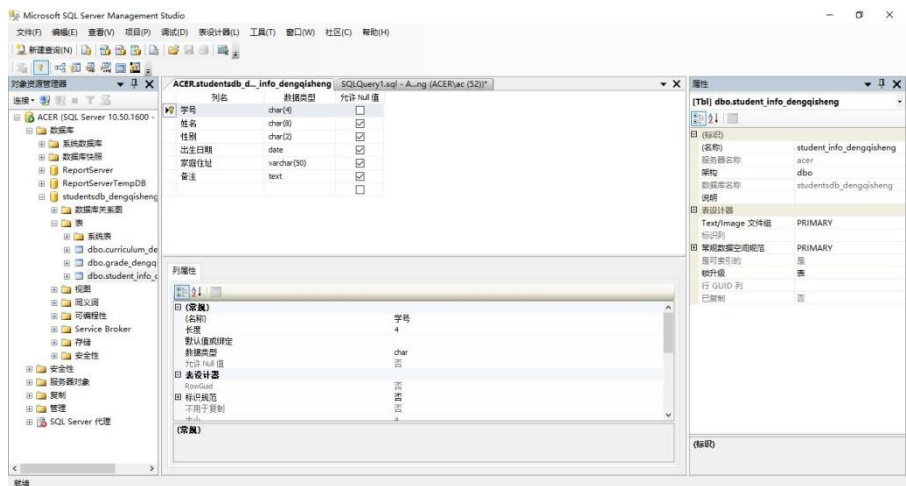 Microsoft SQL Server Management Studio
文件(F) 编辑(E) 查看(V) 项目(P) 调试(D) 表设计器(L) 工具(T) 窗口(W) 社区(C) 帮助(H)
新建查询(N)
对象资源管理器
连接
ACER (SQL Server 10.50.1600 -
数据库
系统数据库
数据库快照
ReportServer
ReportServerTempDB
studentsdb_dengqisheng
数据库关系图
表
系统表
dbo.curriculum_de
dbo.grade_dengq
dbo.student_info_d
视图
同义词
可编程性
Service Broker
存储
安全性
安全性
服务器对象
复制
管理
SQL Server 代理
ACER.studentsdb_d..._info_dengqisheng SQLQuery1.sql - A...ng (ACER\ac (52))*
列名 数据类型 允许 Null 值
学号 char(4)
姓名 char(8)
性别 char(2)
出生日期 date
家庭住址 varchar(50)
备注 text
列属性
(常规)
(名称) 学号
长度 4
默认值或绑定
数据类型 char
允许 Null 值 否
表设计器
RowGuid 否
标识规范 否
不用于复制 否
大小 4
(常规)
属性
[Tbl] dbo.student_info_dengqisheng
(标识)
(名称) student_info_dengqisheng
服务器名称 acer
架构 dbo
数据库名称 studentsdb_dengqisheng
说明
表设计器
Text/Image 文件组 PRIMARY
标识列
常规数据空间规范 PRIMARY
是可索引的 是
锁升级 表
行 GUID 列
已复制 否
(标识)
就绪